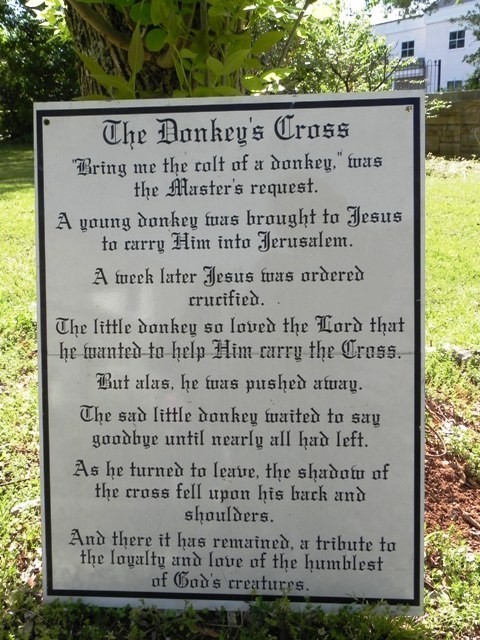 The Donkey's Cross
"Bring me the colt of a donkey," was
the Master's request.
A young donkey was brought to Jesus
to carry Him into Jerusalem.
A week later Jesus was ordered
crucified.
The little donkey so loved the Lord that
he wanted to help Him carry the Cross.
But alas, he was pushed away.
The sad little donkey waited to say
goodbye until nearly all had left.
As he turned to leave, the shadow of
the cross fell upon his back and
shoulders.
And there it has remained, a tribute to
the loyalty and love of the humblest
of God's creatures.